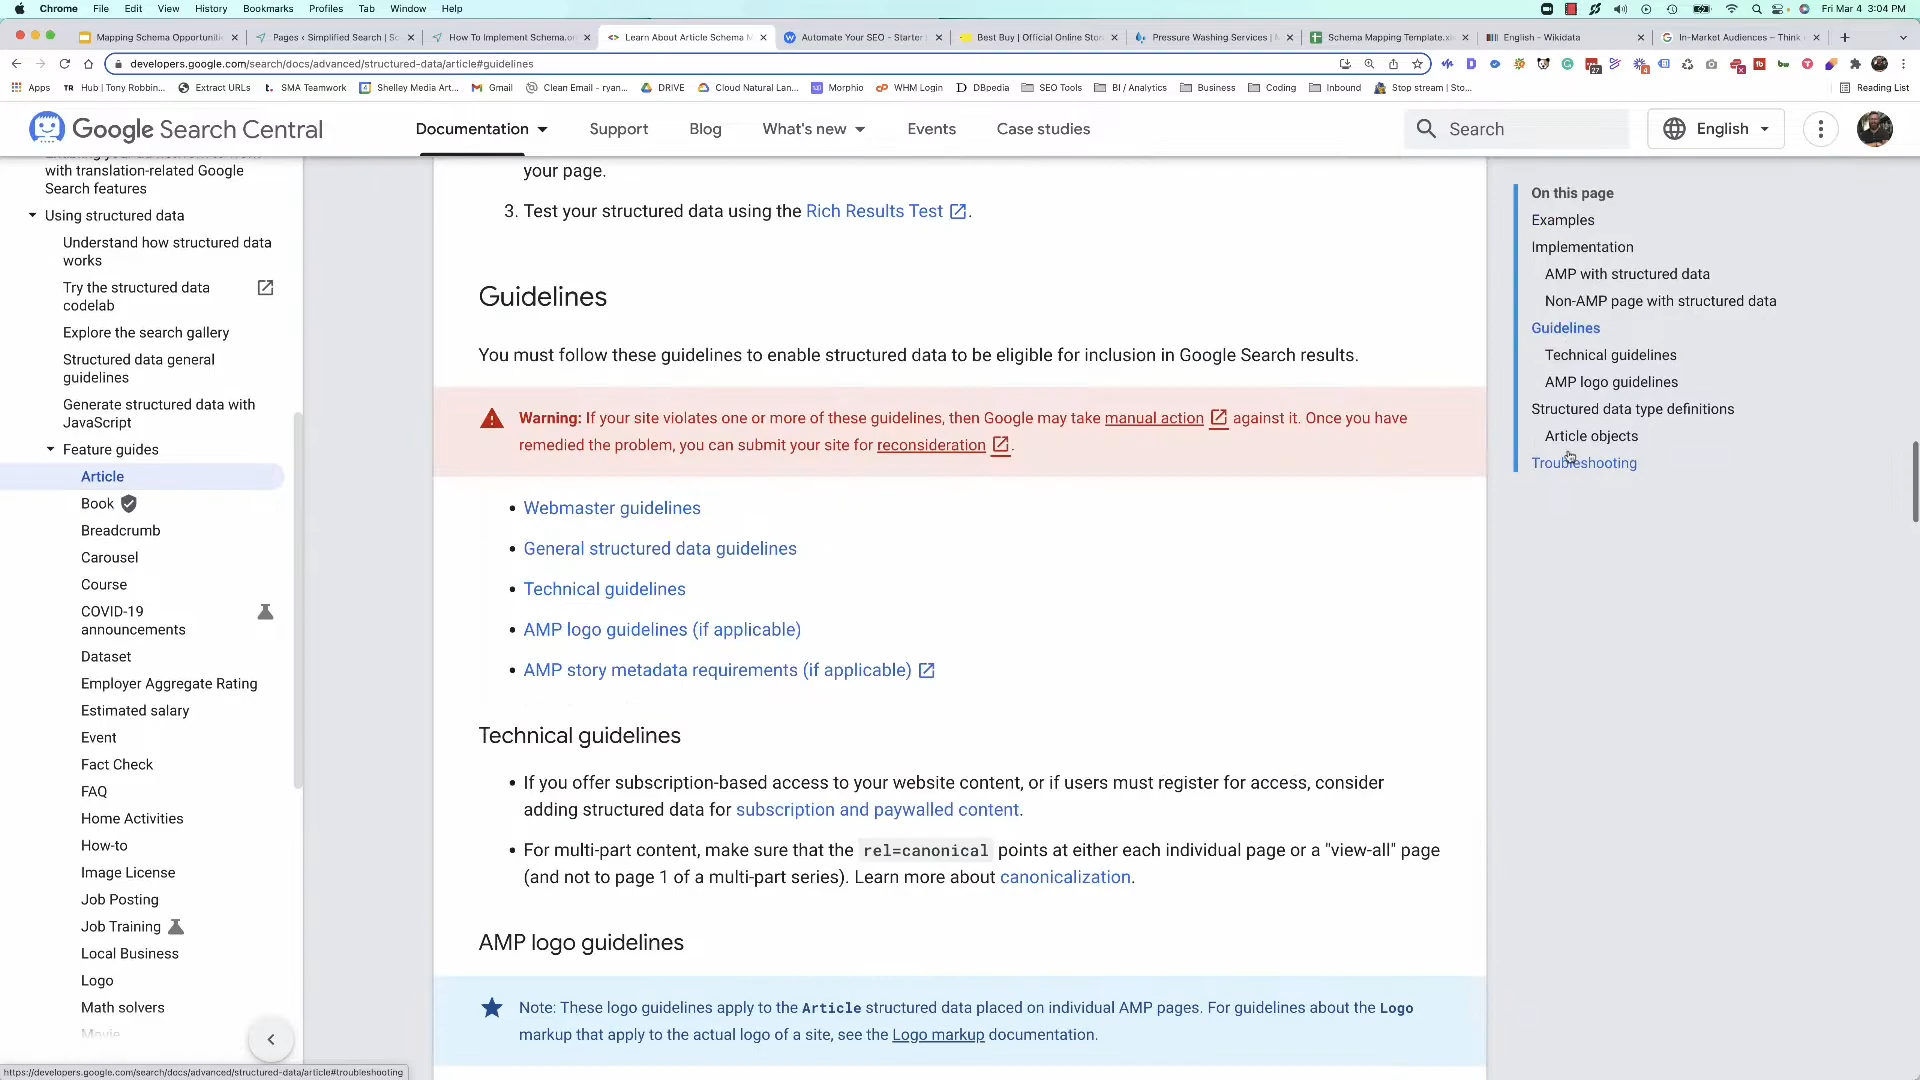 Chrome File Edit View History Bookmarks Profiles Tab Window Help Fri Mar 4 3:04 PM
Mapping Schema Opportuniti Pages ‹ Simplified Search | Sc How To Implement Schema.or Learn About Article Schema M Automate Your SEO - Starter Best Buy | Official Online Stor Pressure Washing Services | Schema Mapping Template.xl English - Wikidata In-Market Audiences – Think
developers.google.com/search/docs/advanced/structured-data/article#guidelines
Apps Hub | Tony Robbin... Extract URLs SMA Teamwork Shelley Media Art... Gmail Clean Email - ryan... DRIVE Cloud Natural Lan... Morphio WHM Login DBpedia SEO Tools BI / Analytics Business Coding Inbound Stop stream | Sto... Reading List
Google Search Central Documentation Support Blog What's new Events Case studies Search English
with translation-related Google
Search features
Using structured data
Understand how structured data
works
Try the structured data
codelab
Explore the search gallery
Structured data general
guidelines
Generate structured data with
JavaScript
Feature guides
Article
Book
Breadcrumb
Carousel
Course
COVID-19
announcements
Dataset
Employer Aggregate Rating
Estimated salary
Event
Fact Check
FAQ
Home Activities
How-to
Image License
Job Posting
Job Training
Local Business
Logo
Math solvers
Movie
your page.
3. Test your structured data using the Rich Results Test.
Guidelines
You must follow these guidelines to enable structured data to be eligible for inclusion in Google Search results.
Warning: If your site violates one or more of these guidelines, then Google may take manual action against it. Once you have
remedied the problem, you can submit your site for reconsideration.
• Webmaster guidelines
• General structured data guidelines
• Technical guidelines
• AMP logo guidelines (if applicable)
• AMP story metadata requirements (if applicable)
Technical guidelines
• If you offer subscription-based access to your website content, or if users must register for access, consider
adding structured data for subscription and paywalled content.
• For multi-part content, make sure that the rel=canonical points at either each individual page or a "view-all" page
(and not to page 1 of a multi-part series). Learn more about canonicalization.
AMP logo guidelines
Note: These logo guidelines apply to the Article structured data placed on individual AMP pages. For guidelines about the Logo
markup that apply to the actual logo of a site, see the Logo markup documentation.
On this page
Examples
Implementation
AMP with structured data
Non-AMP page with structured data
Guidelines
Technical guidelines
AMP logo guidelines
Structured data type definitions
Article objects
Troubleshooting
https://developers.google.com/search/docs/advanced/structured-data/article#troubleshooting